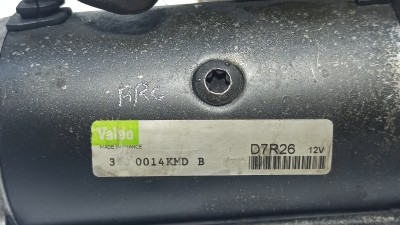 ARC
Valeo
MADE IN FRANCE
D7R26 12V
3 0014KMD B